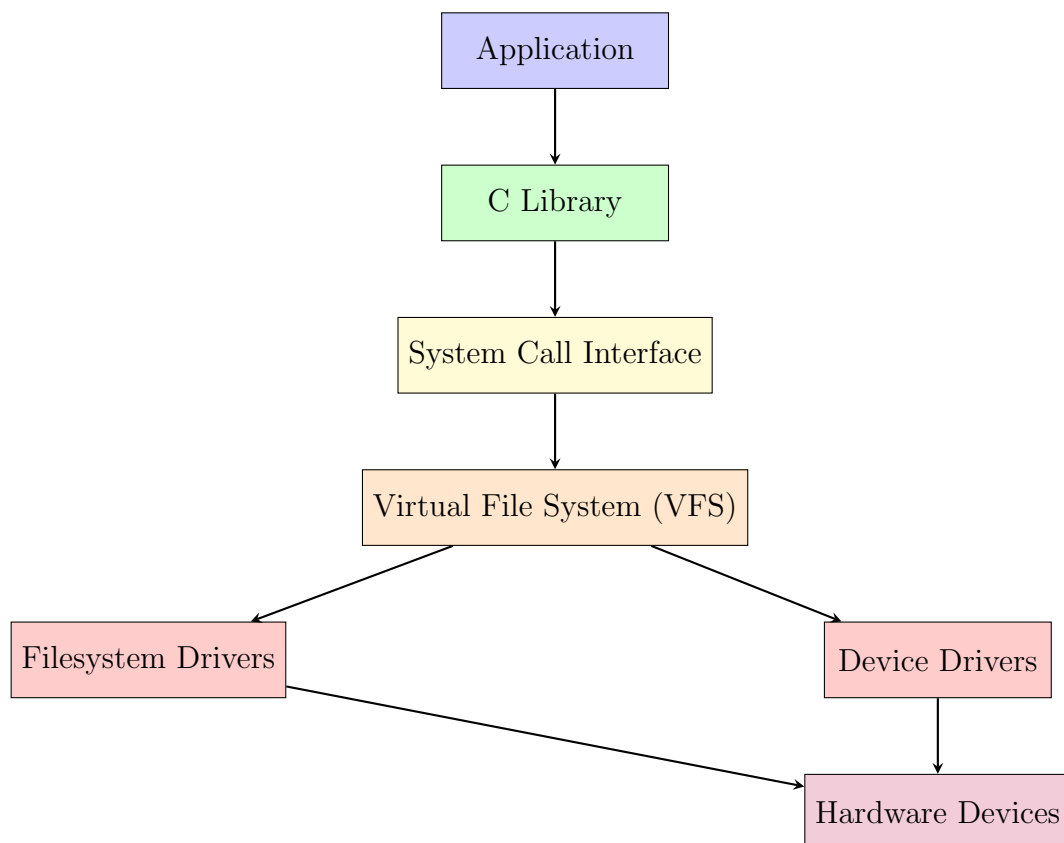 Application
C Library
System Call Interface
Virtual File System (VFS)
Filesystem Drivers
Device Drivers
Hardware Devices